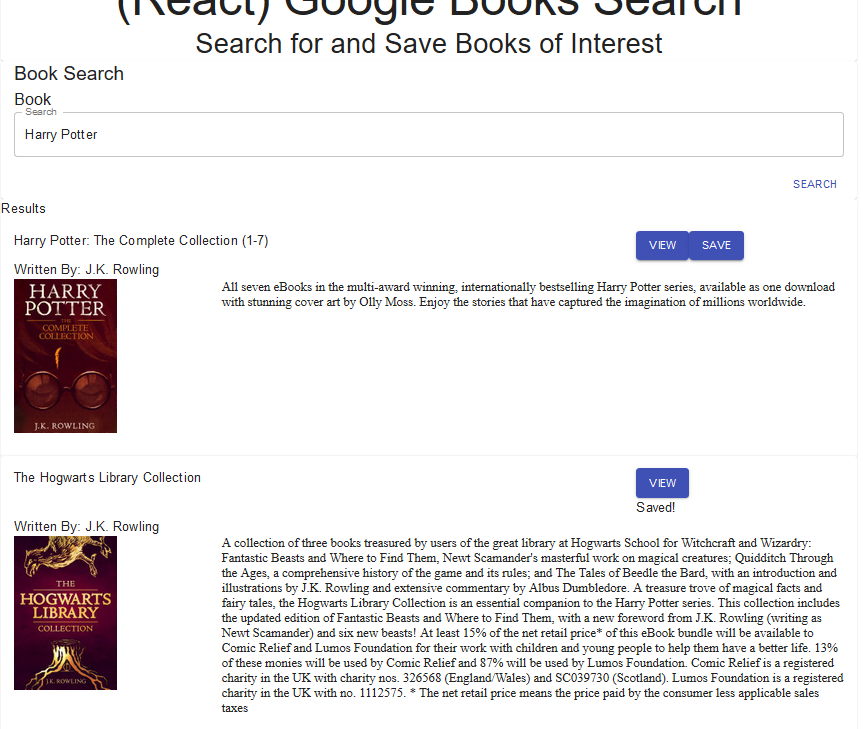 (React) Google Books Search
Search for and Save Books of Interest
Book Search
Book
Search
Harry Potter
SEARCH
Results
Harry Potter: The Complete Collection (1-7)
VIEW SAVE
Written By: J.K. Rowling
HARRY
POTTER
THE
COMPLETE
COLLECTION
J.K. ROWLING
All seven eBooks in the multi-award winning, internationally bestselling Harry Potter series, available as one download
with stunning cover art by Olly Moss. Enjoy the stories that have captured the imagination of millions worldwide.
The Hogwarts Library Collection
VIEW
Saved!
Written By: J.K. Rowling
THE
HOGWARTS
LIBRARY
COLLECTION
J.K. ROWLING
A collection of three books treasured by users of the great library at Hogwarts School for Witchcraft and Wizardry:
Fantastic Beasts and Where to Find Them, Newt Scamander's masterful work on magical creatures; Quidditch Through
the Ages, a comprehensive history of the game and its rules; and The Tales of Beedle the Bard, with an introduction and
illustrations by J.K. Rowling and extensive commentary by Albus Dumbledore. A treasure trove of magical facts and
fairy tales, the Hogwarts Library Collection is an essential companion to the Harry Potter series. This collection includes
the updated edition of Fantastic Beasts and Where to Find Them, with a new foreword from J.K. Rowling (writing as
Newt Scamander) and six new beasts! At least 15% of the net retail price* of this eBook bundle will be available to
Comic Relief and Lumos Foundation for their work with children and young people to help them have a better life. 13%
of these monies will be used by Comic Relief and 87% will be used by Lumos Foundation. Comic Relief is a registered
charity in the UK with charity nos. 326568 (England/Wales) and SC039730 (Scotland). Lumos Foundation is a registered
charity in the UK with no. 1112575. * The net retail price means the price paid by the consumer less applicable sales
taxes